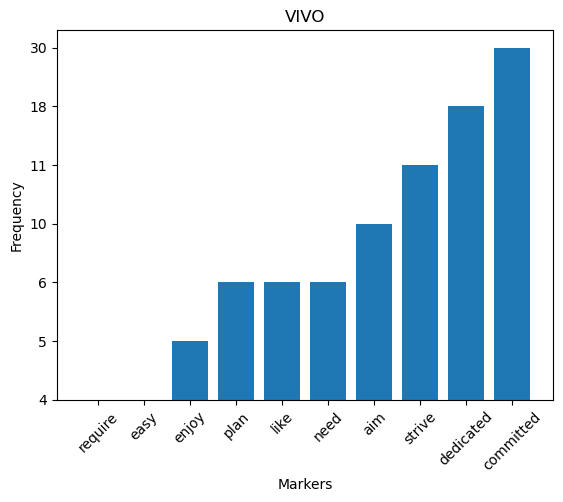 VIVO
30
18
11
10
6
5
4
Frequency
require
easy
enjoy
plan
like
need
aim
strive
dedicated
committed
Markers